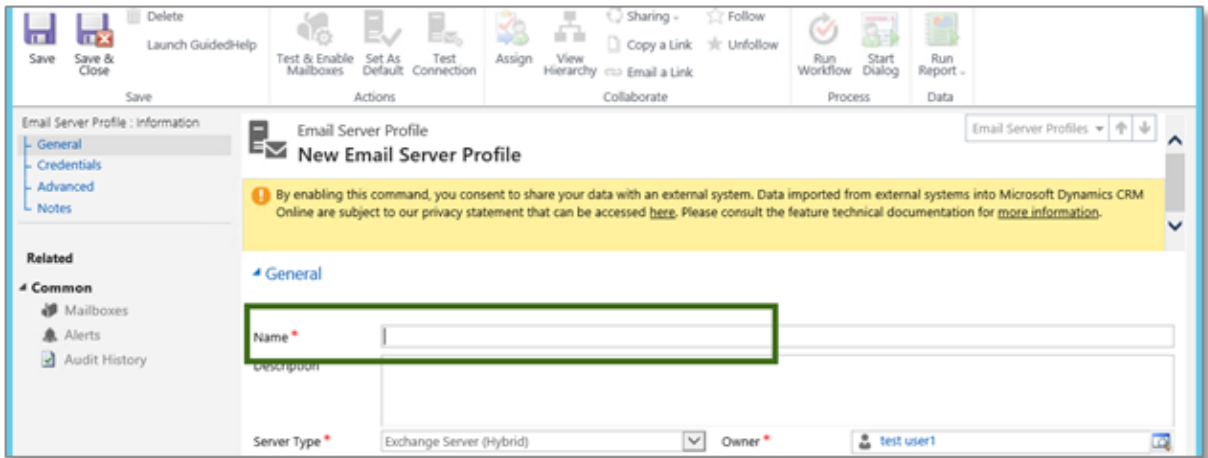 Save
Save &
Close
Delete
Launch GuidedHelp
Save
Test & Enable
Mailboxes
Set As
Default
Test
Connection
Actions
Assign
View
Hierarchy
Sharing
Copy a Link
Email a Link
Follow
Unfollow
Collaborate
Run
Workflow
Start
Dialog
Process
Run
Report
Data
Email Server Profile : Information
General
Credentials
Advanced
Notes
Related
Common
Mailboxes
Alerts
Audit History
Email Server Profile
New Email Server Profile
Email Server Profiles
By enabling this command, you consent to share your data with an external system. Data imported from external systems into Microsoft Dynamics CRM
Online are subject to our privacy statement that can be accessed here. Please consult the feature technical documentation for more information.
General
Name *
Description
Server Type * Exchange Server (Hybrid) Owner * test user1